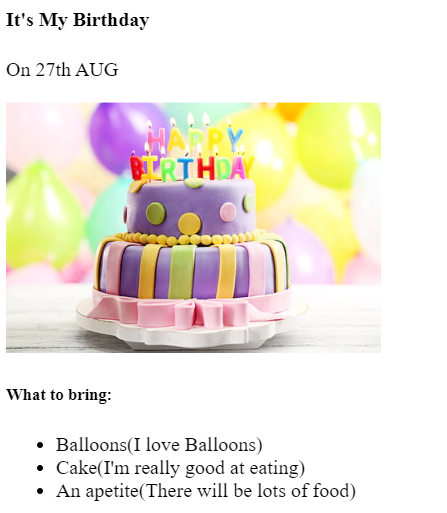 It's My Birthday
On 27th AUG
HAPPY
BIRTHDAY
What to bring:
Balloons(I love Balloons)
Cake(I'm really good at eating)
An apetite(There will be lots of food)